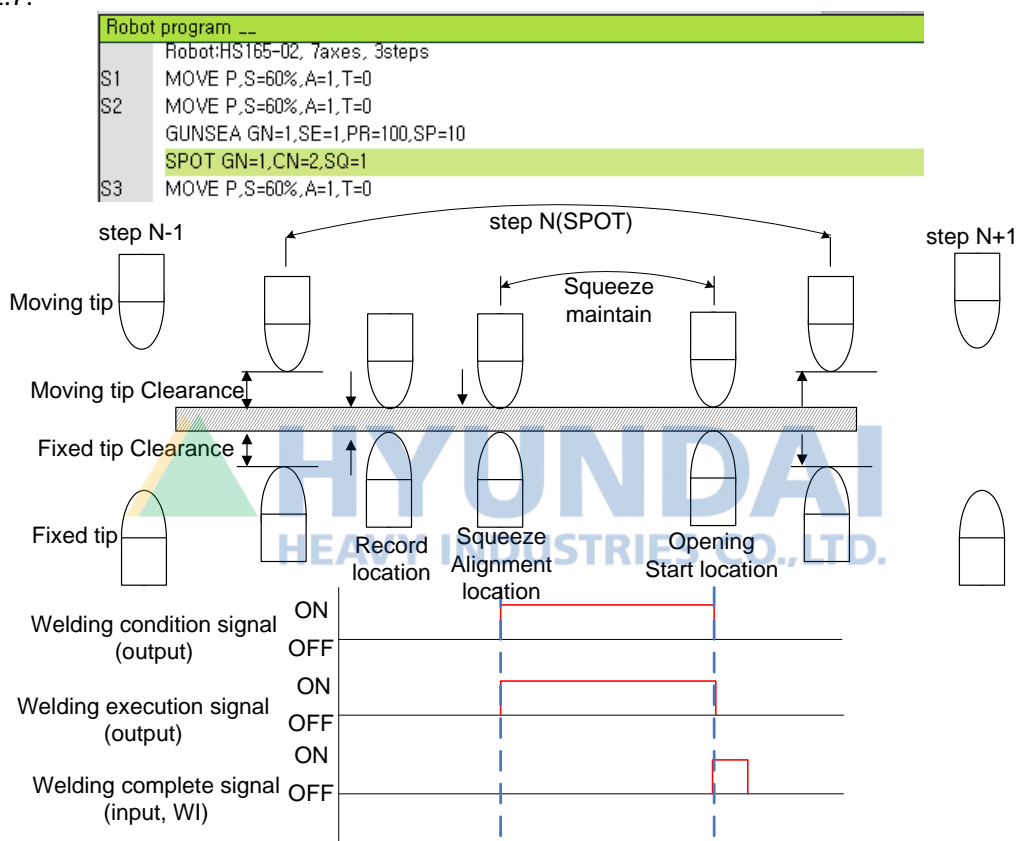 Robot program __
Robot:HS165-02, 7axes, 3steps
S1 MOVE P,S=60%,A=1,T=0
S2 MOVE P,S=60%,A=1,T=0
GUNSEA GN=1,SE=1,PR=100,SP=10
SPOT GN=1,CN=2,SQ=1
S3 MOVE P,S=60%,A=1,T=0
step N-1
step N(SPOT)
step N+1
Squeeze
maintain
Moving tip
Moving tip Clearance
Fixed tip Clearance
HYUNDAI
HEAVY INDUSTRIES CO.,LTD.
Fixed tip
Record
location
Squeeze
Alignment
location
Opening
Start location
Welding condition signal
(output)
ON
OFF
Welding execution signal
(output)
ON
OFF
Welding complete signal
(input, WI)
ON
OFF